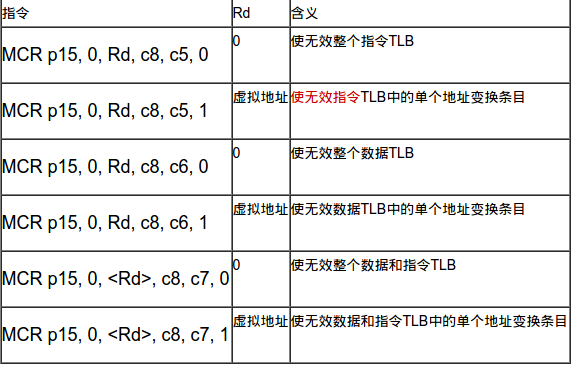 指令 Rd 含义
MCR p15, 0, Rd, c8, c5, 0 0 使无效整个指令TLB
MCR p15, 0, Rd, c8, c5, 1 虚拟地址 使无效指令TLB中的单个地址变换条目
MCR p15, 0, Rd, c8, c6, 0 0 使无效整个数据TLB
MCR p15, 0, Rd, c8, c6, 1 虚拟地址 使无效数据TLB中的单个地址变换条目
MCR p15, 0, <Rd>, c8, c7, 0 0 使无效整个数据和指令TLB
MCR p15, 0, <Rd>, c8, c7, 1 虚拟地址 使无效数据和指令TLB中的单个地址变换条目